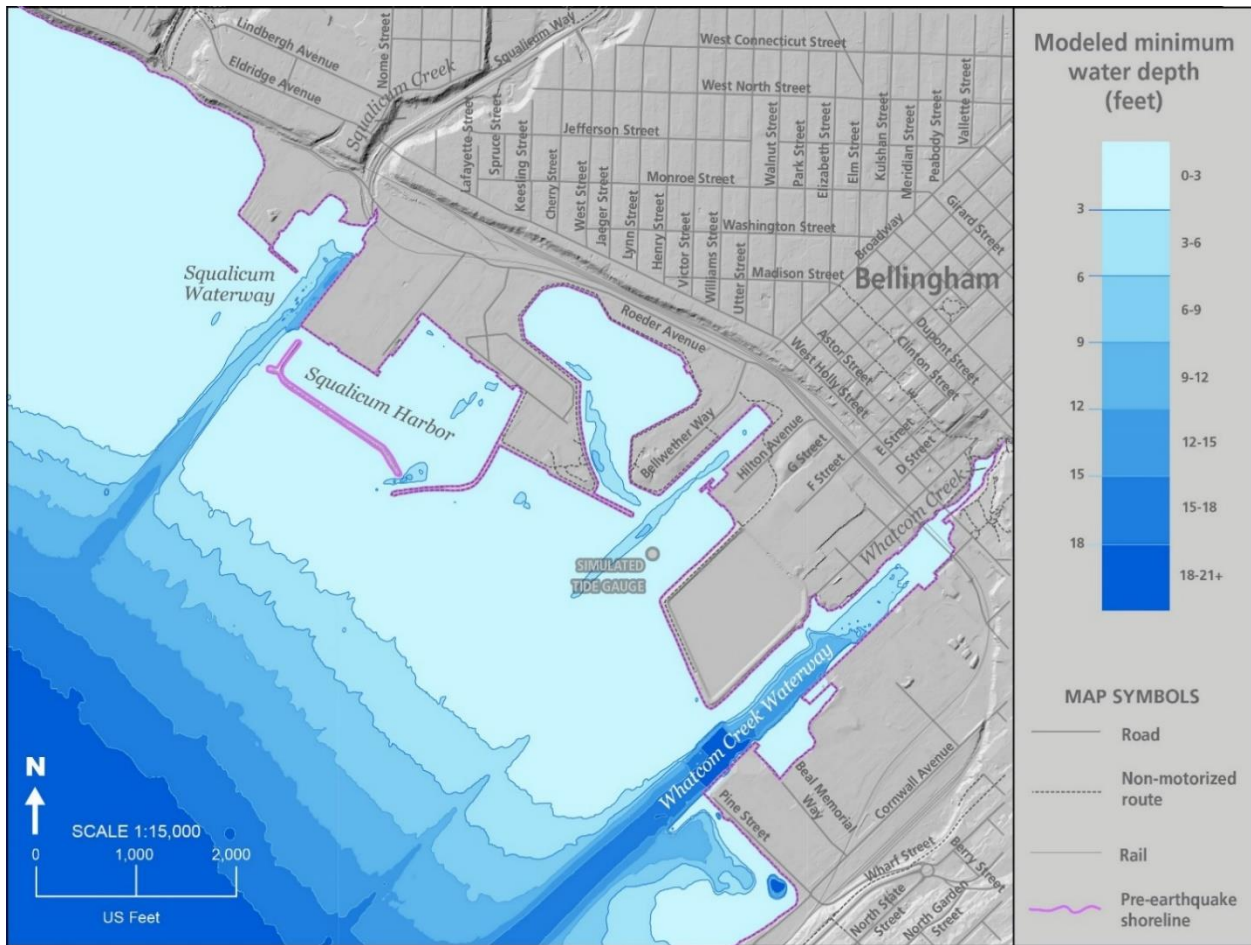 Lindbergh Avenue
Eldridge Avenue
Nome Street
Squalicum Creek
Squalicum Way
West Connecticut Street
West North Street
Jefferson Street
Monroe Street
Washington Street
Madison Street
Lafayette Street
Spruce Street
Keesling Street
Cherry Street
West Street
Jaeger Street
Lynn Street
Henry Street
Victor Street
Williams Street
Utter Street
Walnut Street
Park Street
Elizabeth Street
Elm Street
Kulshan Street
Meridian Street
Peabody Street
Vallette Street
Broadway
Girard Street
Bellingham
Squalicum
Waterway
Roeder Avenue
Squalicum Harbor
Bellwether Way
Astor Street
West Holly Street
Clinton Street
Dupont Street
Hilton Avenue
G Street
F Street
E Street
D Street
Whatcom Creek
SIMULATED
TIDE GAUGE
Whatcom Creek Waterway
Pine Street
Beal Memorial
Way
Cornwall Avenue
Wharf Street
Berry Street
North State
Street
North Garden
Street
N
SCALE 1:15,000
0 1,000 2,000
US Feet
Modeled minimum
water depth
(feet)
0-3
3
3-6
6
6-9
9
9-12
12
12-15
15
15-18
18
18-21+
MAP SYMBOLS
Road
Non-motorized
route
Rail
Pre-earthquake
shoreline